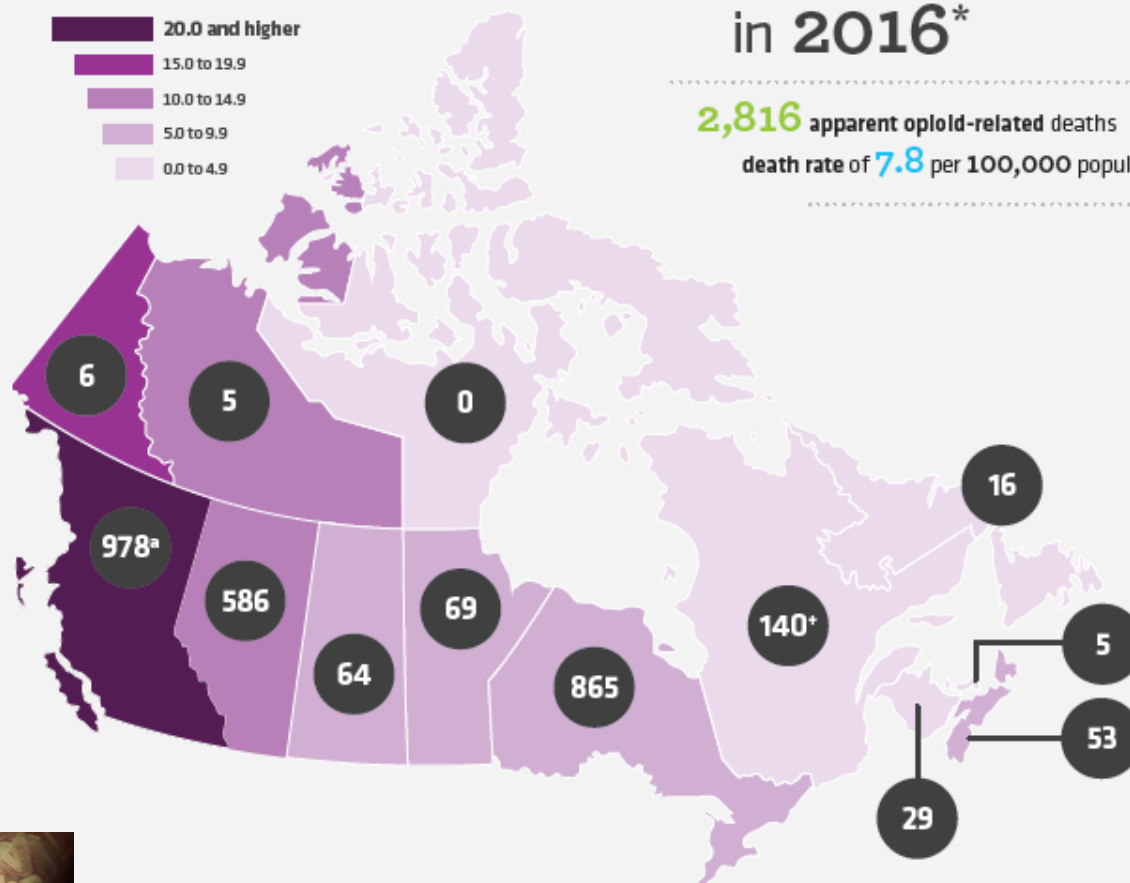 20.0 and higher
15.0 to 19.9
10.0 to 14.9
5.0 to 9.9
0.0 to 4.9
in 2016*
2,816 apparent opioid-related deaths
death rate of 7.8 per 100,000 popul
6
5
0
16
978ª
586
69
140⁺
5
64
865
53
29